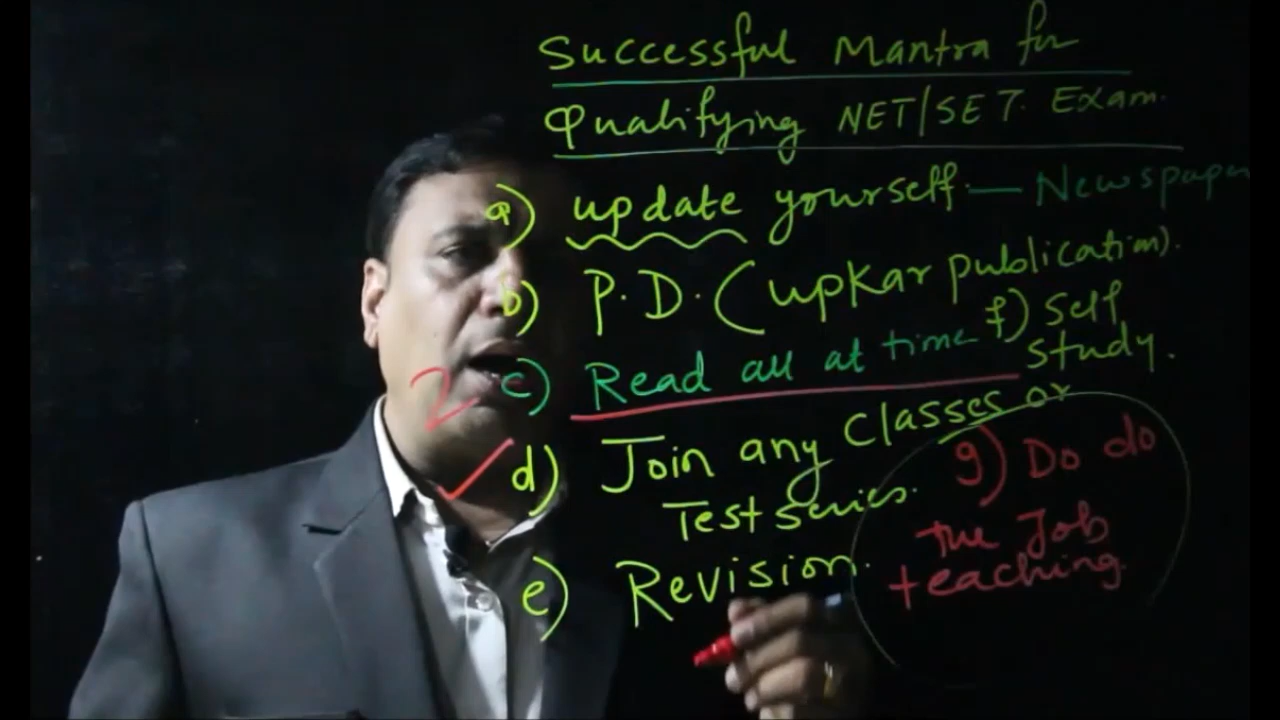 Successful Mantra for
Qualifying NET/SET. Exam.
a) update yourself — Newspaper
b) P.D. (upkar publication).
c) Read all at time
d) Join any classes or
Test series.
e) Revision.
f) Self
study.
g) Do do
the Job
teaching.